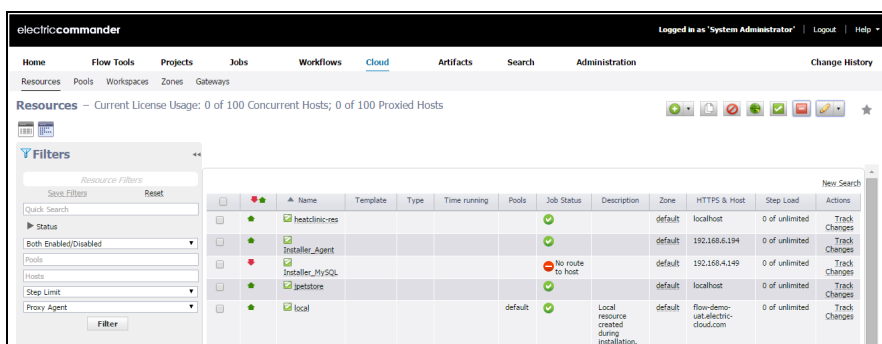 electriccommander
Logged in as 'System Administrator' | Logout | Help
Home Flow Tools Projects Jobs Workflows Cloud Artifacts Search Administration Change History
Resources Pools Workspaces Zones Gateways
Resources – Current License Usage: 0 of 100 Concurrent Hosts; 0 of 100 Proxied Hosts
Filters
Resource Filters
Save Filters Reset
Quick Search
Status
Both Enabled/Disabled
Pools
Hosts
Step Limit
Proxy Agent
Filter
New Search
Name Template Type Time running Pools Job Status Description Zone HTTPS & Host Step Load Actions
heatclinic-res default localhost 0 of unlimited Track
Changes
Installer_Agent default 192.168.6.194 0 of unlimited Track
Changes
Installer_MySQL No route
to host default 192.168.4.149 0 of unlimited Track
Changes
jpetstore default localhost 0 of unlimited Track
Changes
local default Local
resource
created
during
installation. default flow-demo-
uat.electric-
cloud.com 0 of unlimited Track
Changes